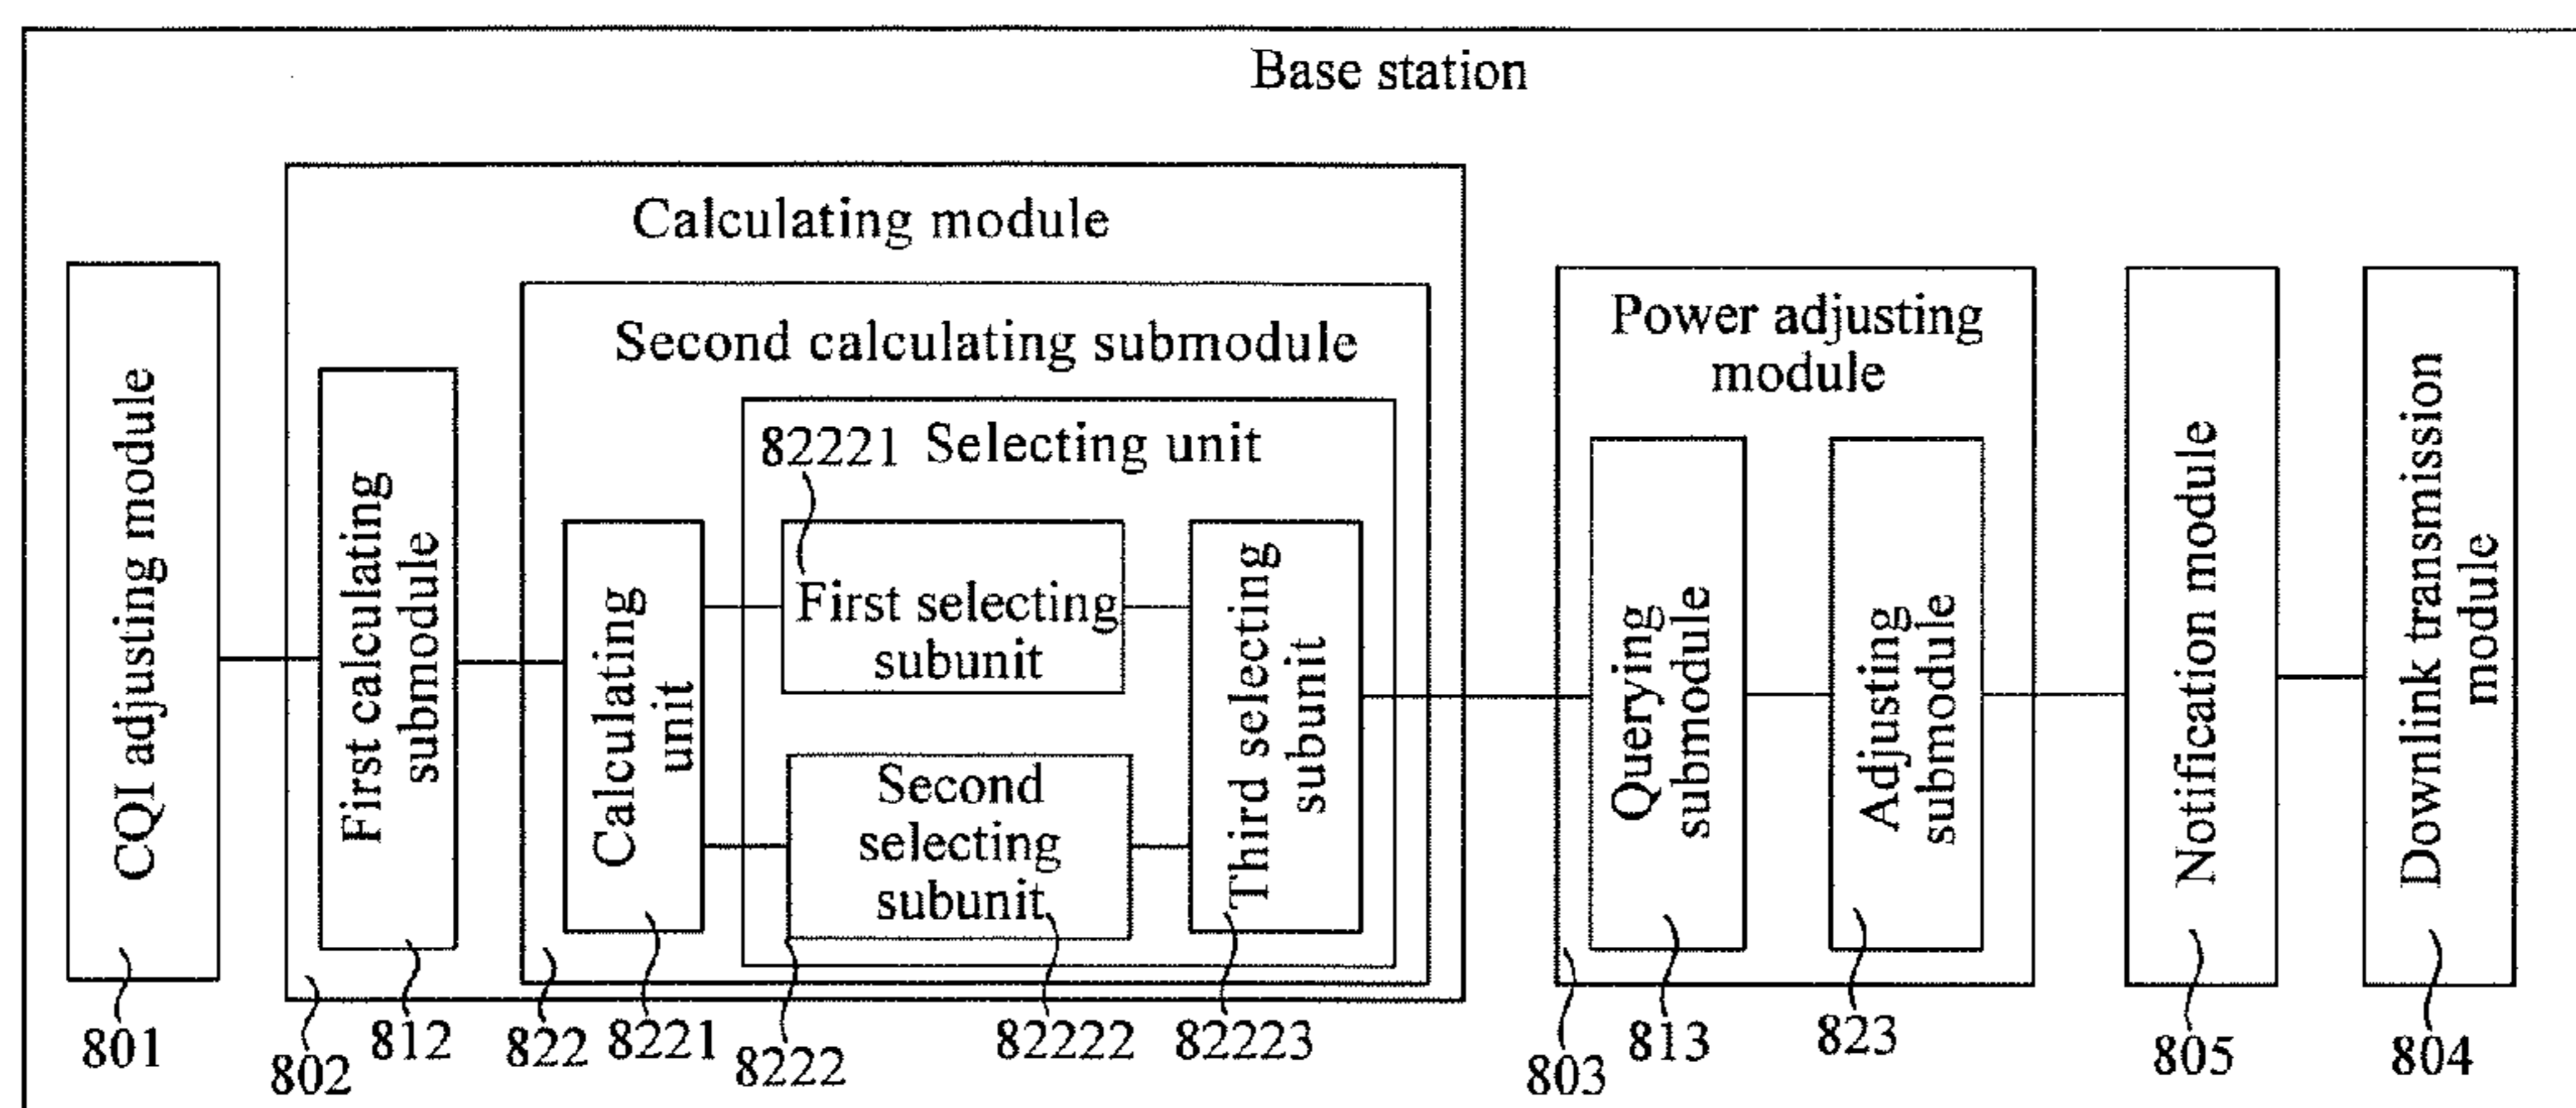 Base station
Calculating module
Second calculating submodule
82221 Selecting unit
CQI adjusting module
First calculating
submodule
Calculating
unit
First selecting
subunit
Second
selecting
subunit
Third selecting
subunit
Power adjusting
module
Querying
submodule
Adjusting
submodule
Notification module
Downlink transmission
module
801
802
812
822
8221
8222
82222
82223
803
813
823
805
804